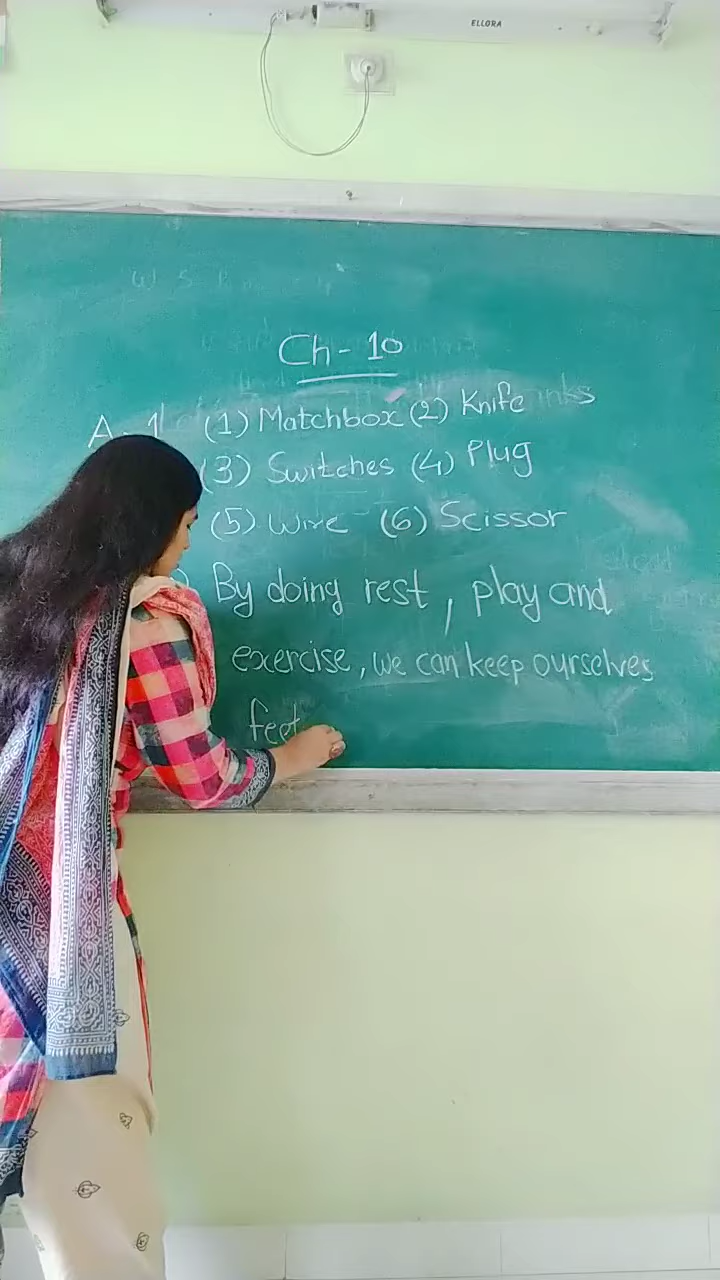 ELLORA
Ch - 10
A - 1 (1) Matchbox (2) Knife
(3) Switches (4) Plug
(5) Wire (6) Scissor
By doing rest, play and
exercise, we can keep ourselves
feet